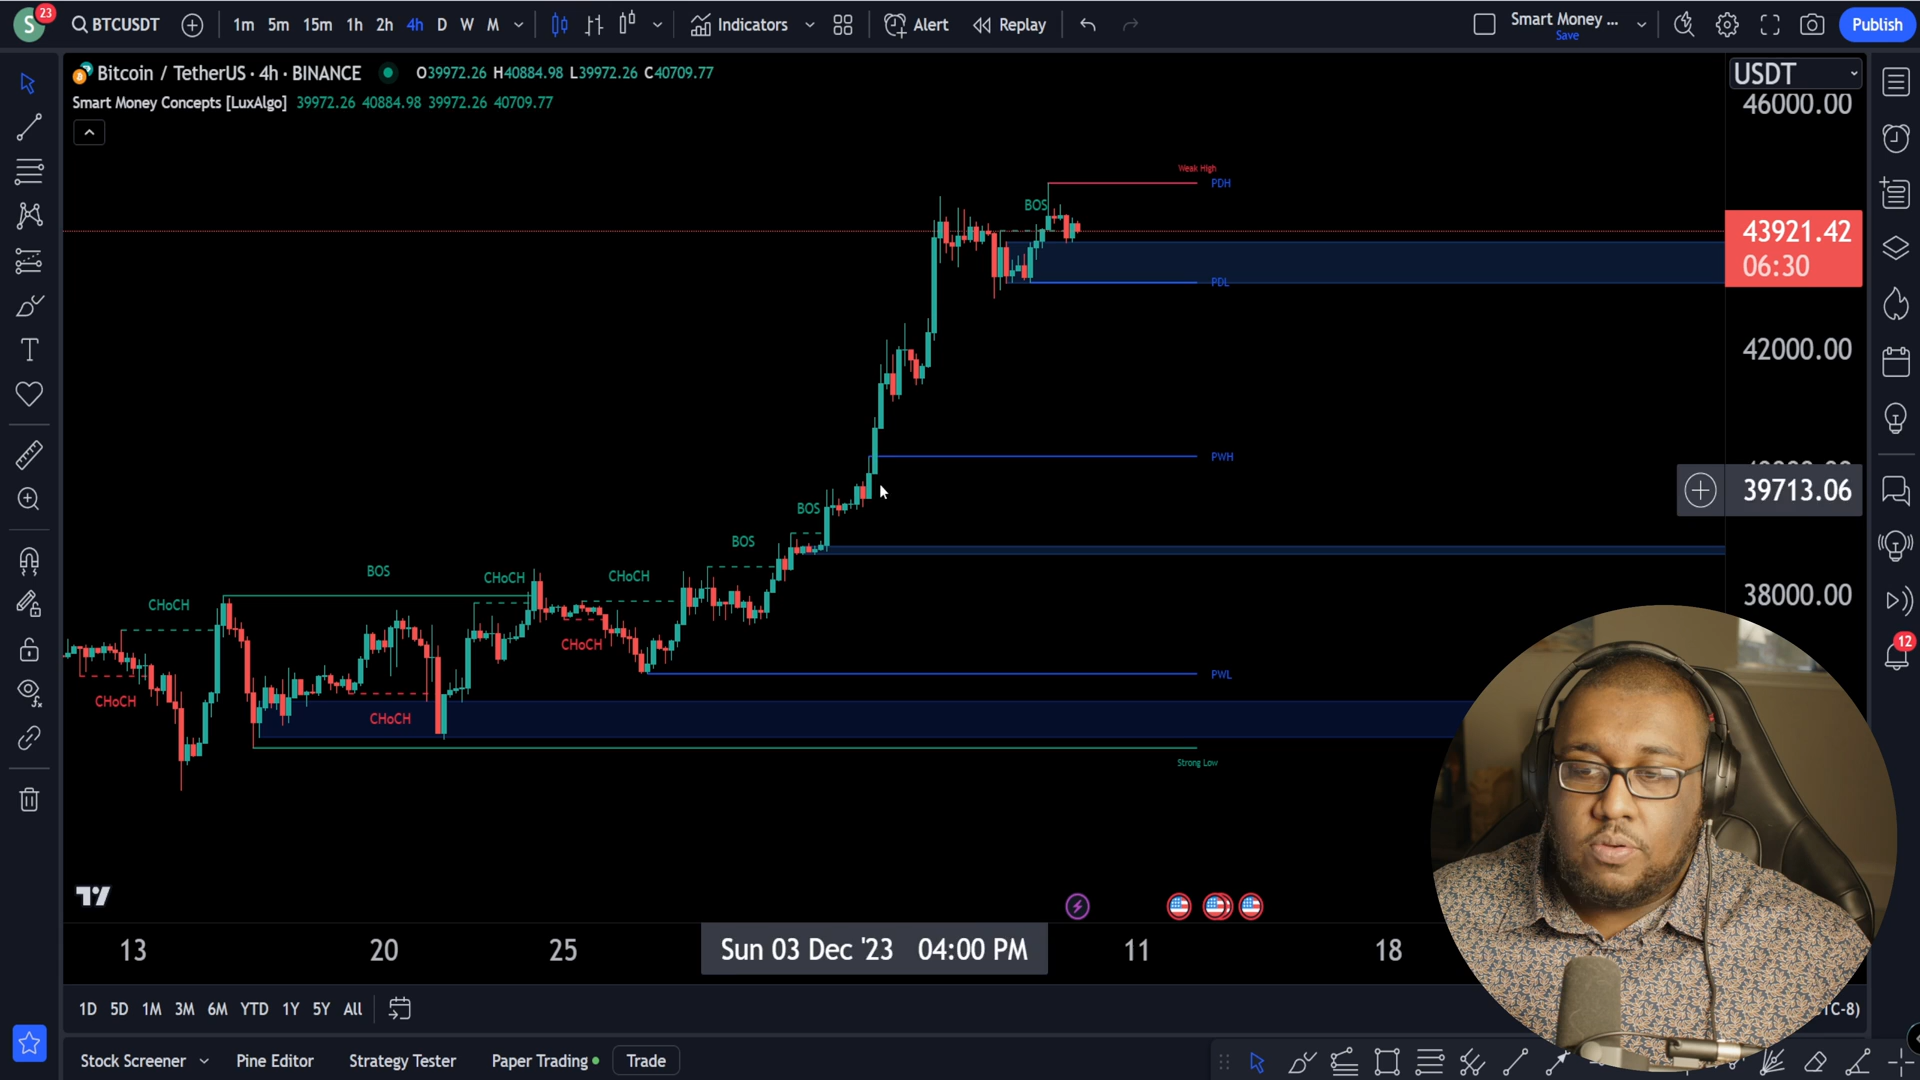 S 23 BTCUSDT 1m 5m 15m 1h 2h 4h D W M Indicators Alert Replay Smart Money ... Publish
Save
Bitcoin / TetherUS · 4h · BINANCE O39972.26 H40884.98 L39972.26 C40709.77 USDT
Smart Money Concepts [LuxAlgo] 39972.26 40884.98 39972.26 40709.77 46000.00
Weak High
PDH
BOS
43921.42
06:30
PDL
42000.00
PWH
39713.06
BOS
BOS
BOS
CHoCH
CHoCH
CHoCH
38000.00
CHoCH
12
PWL
CHoCH
CHoCH
Strong Low
13 20 25 Sun 03 Dec '23 04:00 PM 11 18
1D 5D 1M 3M 6M YTD 1Y 5Y All TC-8)
Stock Screener Pine Editor Strategy Tester Paper Trading Trade